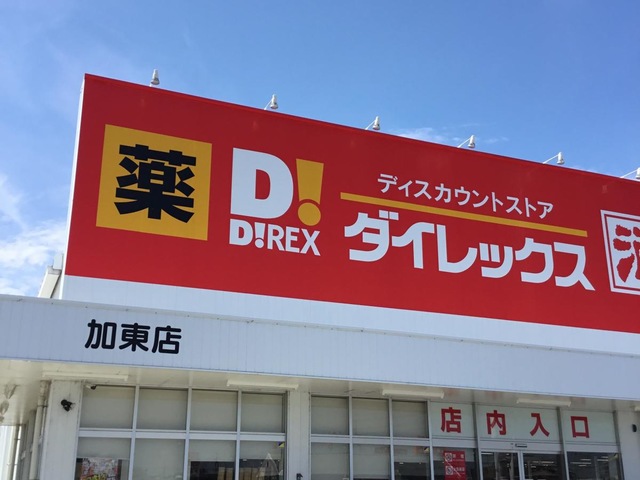 薬
D!
D!REX
ディスカウントストア
ダイレックス
酒
加東店
店内入口